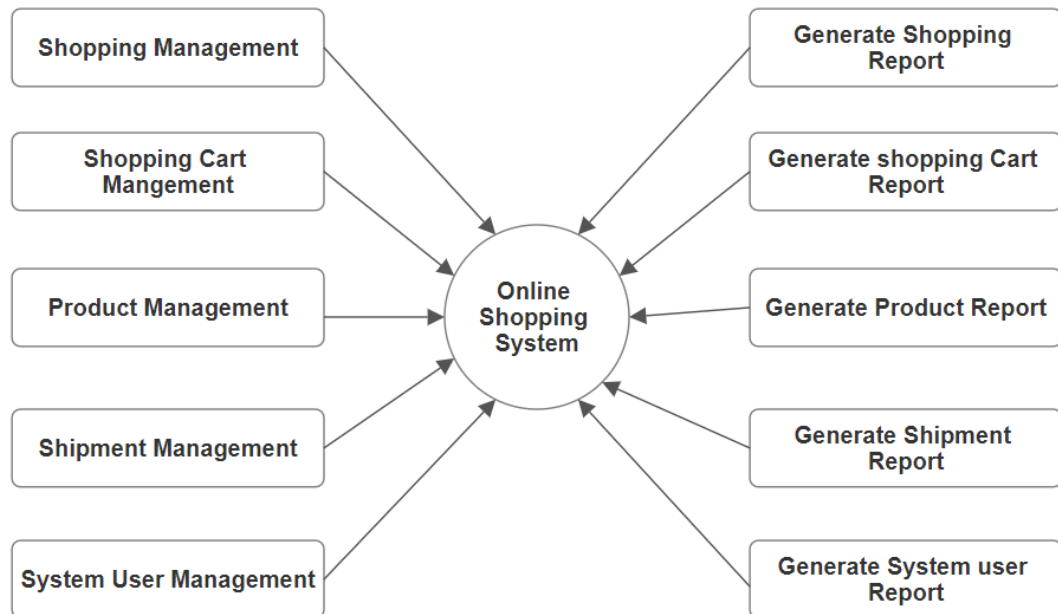 Shopping Management
Shopping Cart
Mangement
Product Management
Shipment Management
System User Management
Online
Shopping
System
Generate Shopping
Report
Generate shopping Cart
Report
Generate Product Report
Generate Shipment
Report
Generate System user
Report